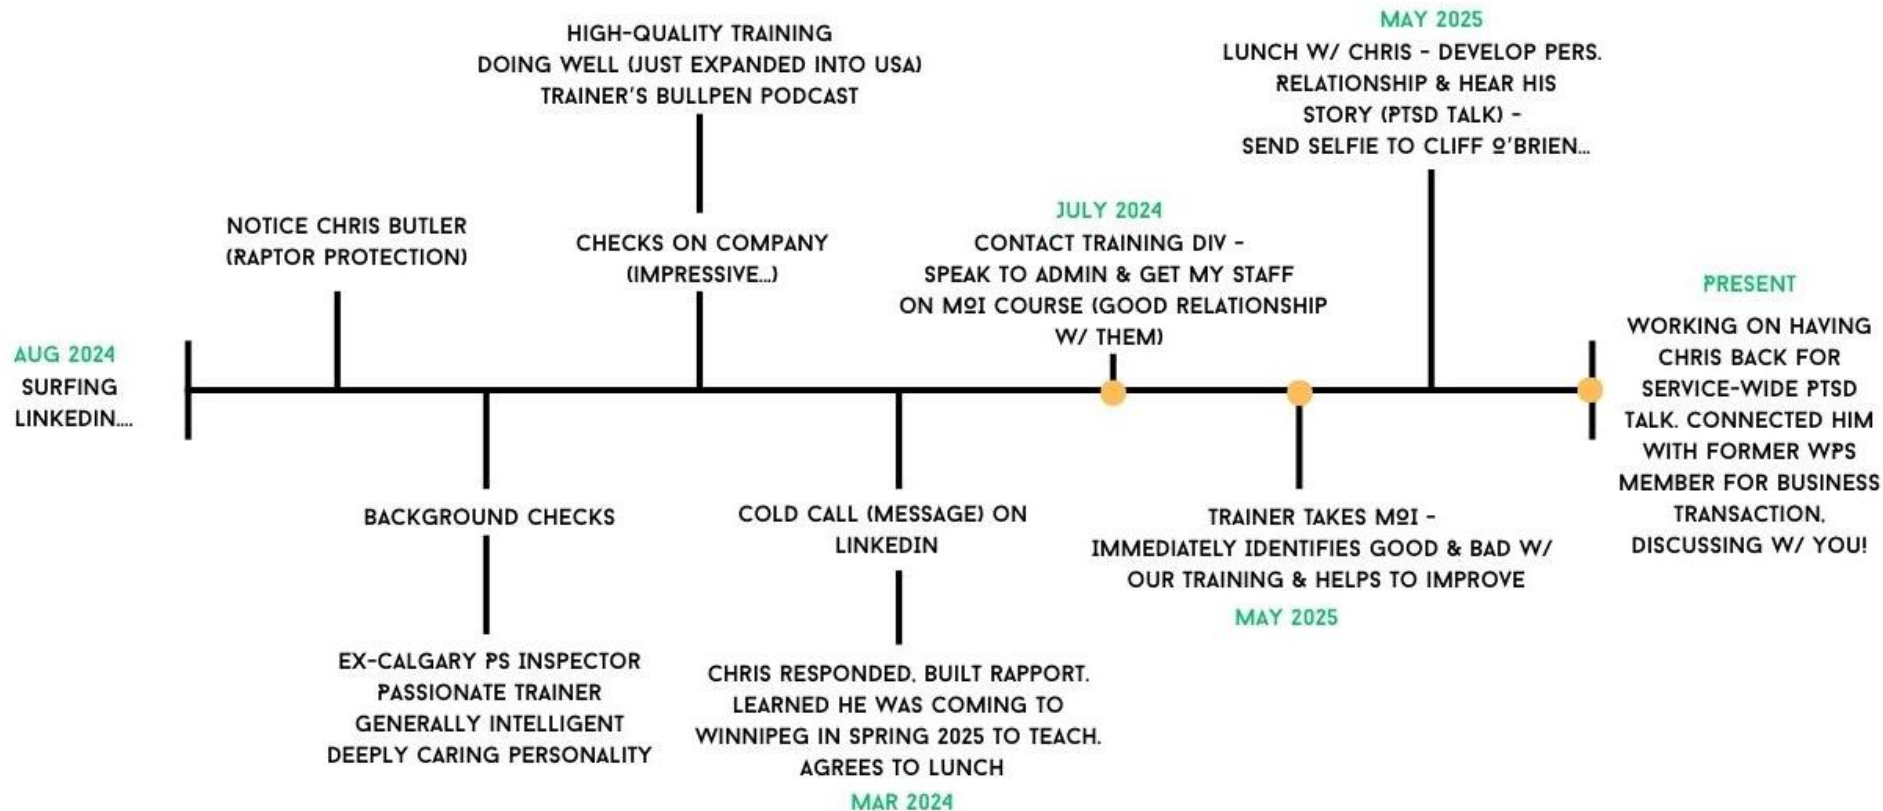 AUG 2024
SURFING
LINKEDIN....
NOTICE CHRIS BUTLER
(RAPTOR PROTECTION)
BACKGROUND CHECKS
EX-CALGARY PS INSPECTOR
PASSIONATE TRAINER
GENERALLY INTELLIGENT
DEEPLY CARING PERSONALITY
HIGH-QUALITY TRAINING
DOING WELL (JUST EXPANDED INTO USA)
TRAINER'S BULLPEN PODCAST
CHECKS ON COMPANY
(IMPRESSIVE...)
COLD CALL (MESSAGE) ON
LINKEDIN
CHRIS RESPONDED, BUILT RAPPORT.
LEARNED HE WAS COMING TO
WINNIPEG IN SPRING 2025 TO TEACH.
AGREES TO LUNCH
MAR 2024
JULY 2024
CONTACT TRAINING DIV -
SPEAK TO ADMIN & GET MY STAFF
ON MOI COURSE (GOOD RELATIONSHIP
W/ THEM)
TRAINER TAKES MOI -
IMMEDIATELY IDENTIFIES GOOD & BAD W/
OUR TRAINING & HELPS TO IMPROVE
MAY 2025
MAY 2025
LUNCH W/ CHRIS - DEVELOP PERS.
RELATIONSHIP & HEAR HIS
STORY (PTSD TALK) -
SEND SELFIE TO CLIFF O'BRIEN...
PRESENT
WORKING ON HAVING
CHRIS BACK FOR
SERVICE-WIDE PTSD
TALK. CONNECTED HIM
WITH FORMER WPS
MEMBER FOR BUSINESS
TRANSACTION,
DISCUSSING W/ YOU!